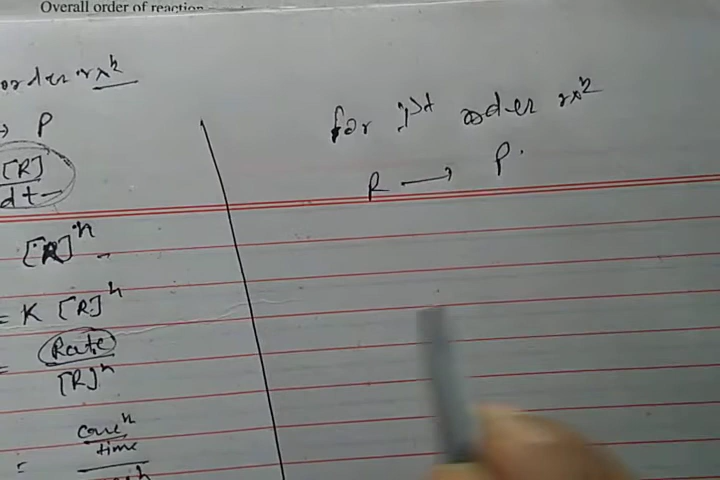 Overall order of reaction
order rxⁿ
→ P
[R]
dt
[R]ⁿ
= K [R]ⁿ
= Rate
[R]ⁿ
concⁿ
time
=
for 1st order rxⁿ
R → P.